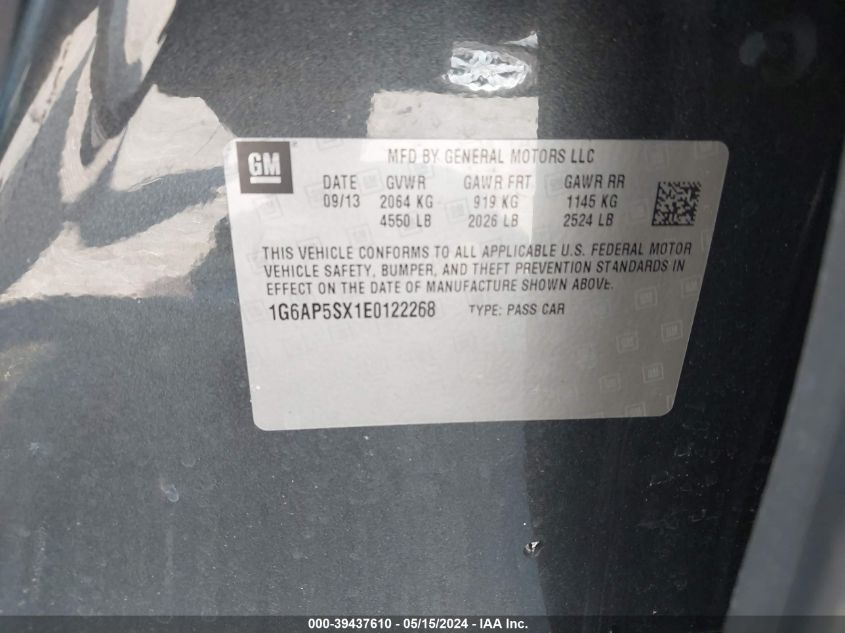 GM
MFD BY GENERAL MOTORS LLC
DATE GVWR GAWR FRT GAWR RR
09/13 2064 KG 919 KG 1145 KG
4550 LB 2026 LB 2524 LB
THIS VEHICLE CONFORMS TO ALL APPLICABLE U.S. FEDERAL MOTOR
VEHICLE SAFETY, BUMPER, AND THEFT PREVENTION STANDARDS IN
EFFECT ON THE DATE OF MANUFACTURE SHOWN ABOVE.
1G6AP5SX1E0122268 TYPE: PASS CAR
000-39437610 - 05/15/2024 - IAA Inc.